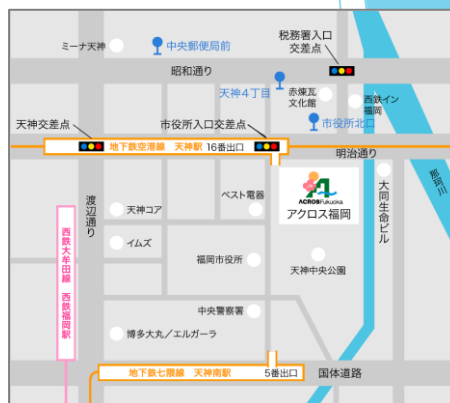 ミーナ天神
中央郵便局前
税務署入口
交差点
昭和通り
天神4丁目
赤煉瓦
文化館
西鉄イン
福岡
市役所北口
天神交差点
市役所入口交差点
地下鉄空港線 天神駅 16番出口
明治通り
那珂川
渡辺通り
天神コア
ベスト電器
ACROS Fukuoka
アクロス福岡
大同生命ビル
イムズ
福岡市役所
天神中央公園
西鉄大牟田線 西鉄福岡駅
中央警察署
博多大丸/エルガーラ
地下鉄七隈線 天神南駅 5番出口
国体道路